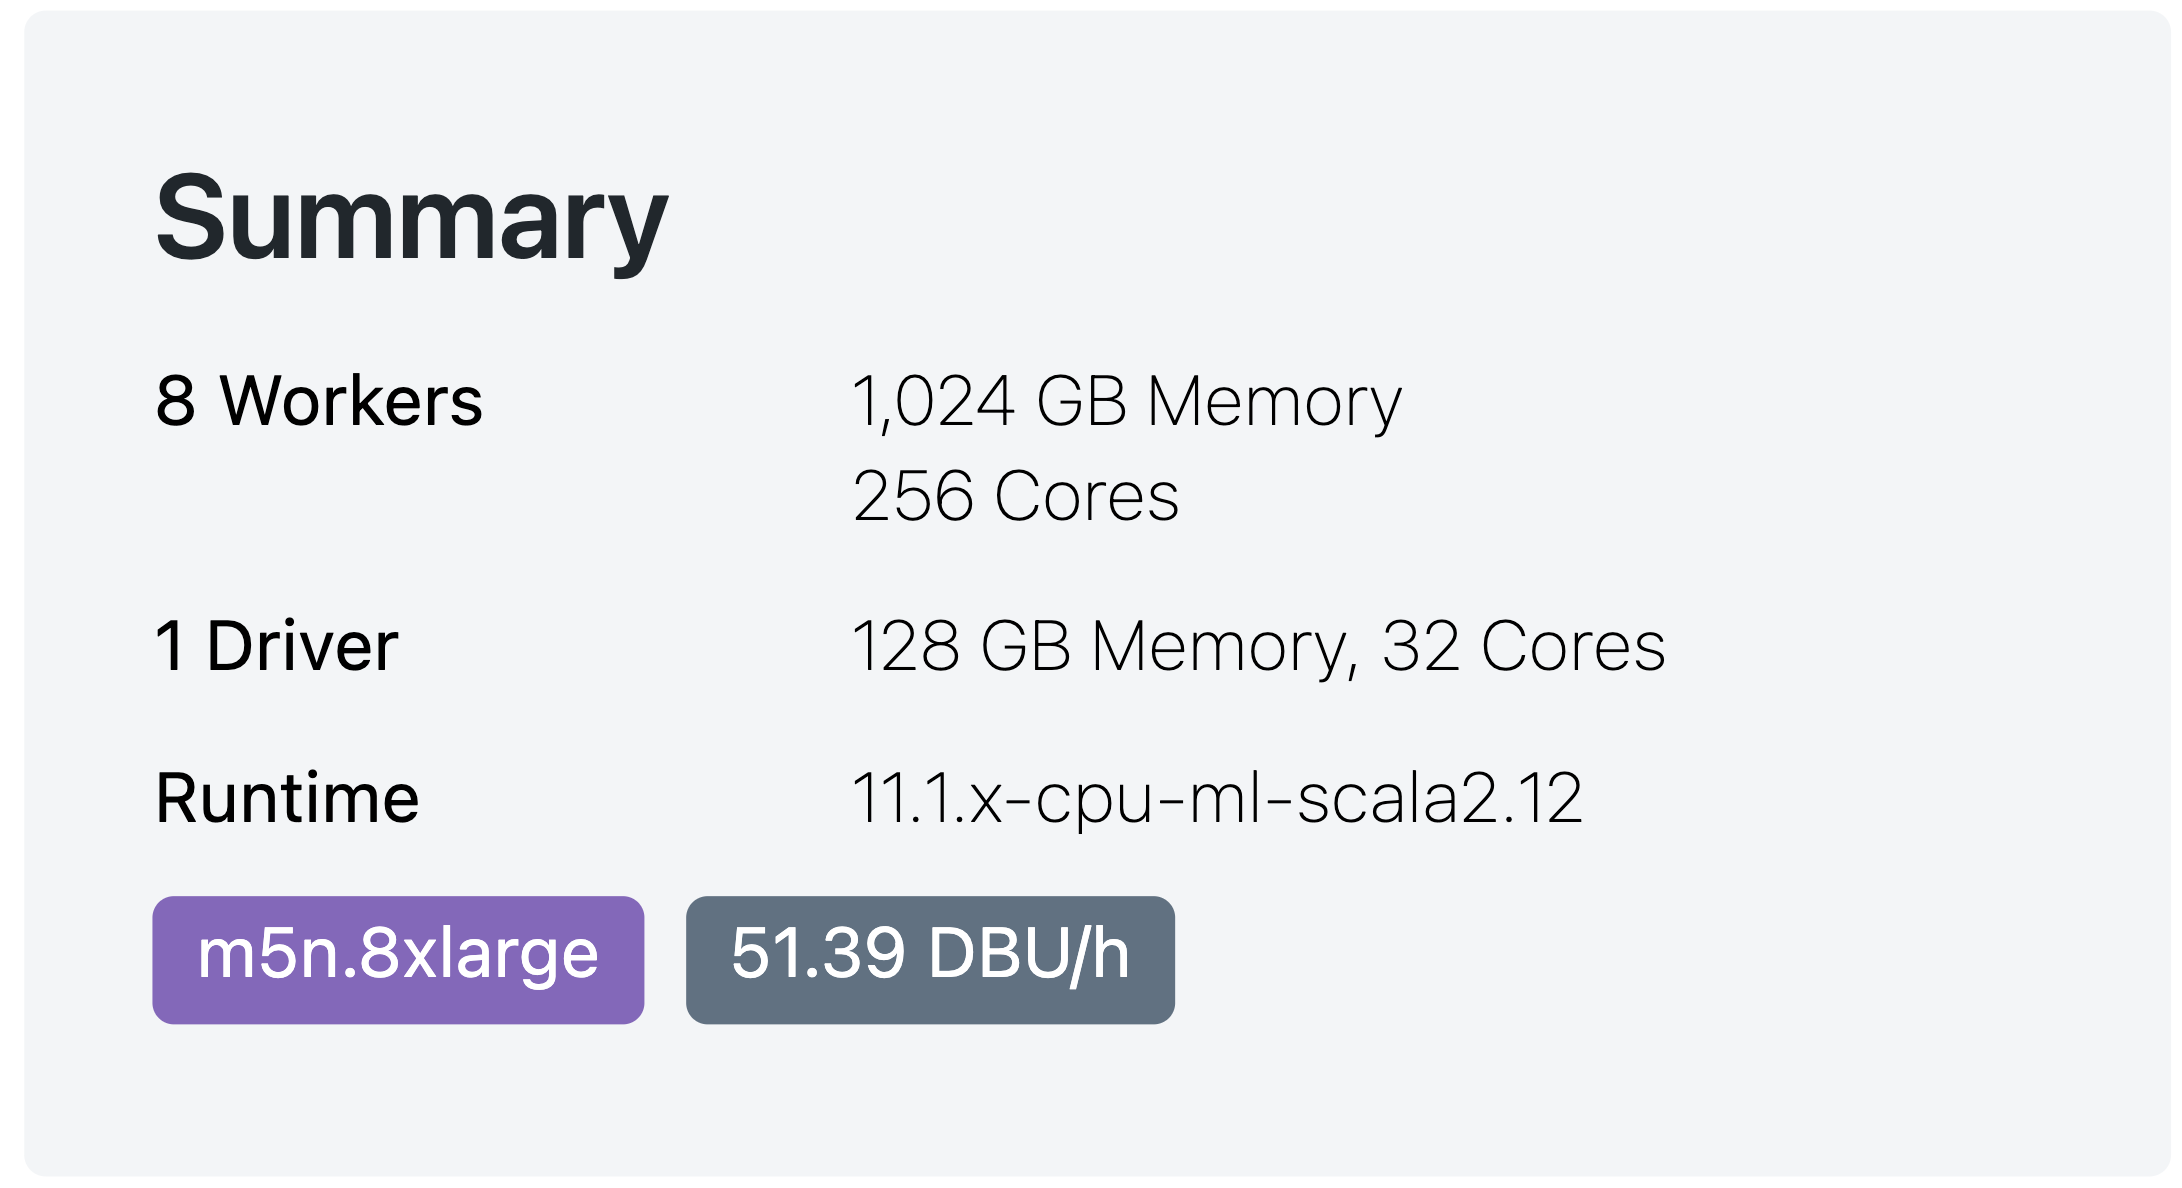 Summary
8 Workers 1,024 GB Memory
256 Cores
1 Driver 128 GB Memory, 32 Cores
Runtime 11.1.x-cpu-ml-scala2.12
m5n.8xlarge 51.39 DBU/h